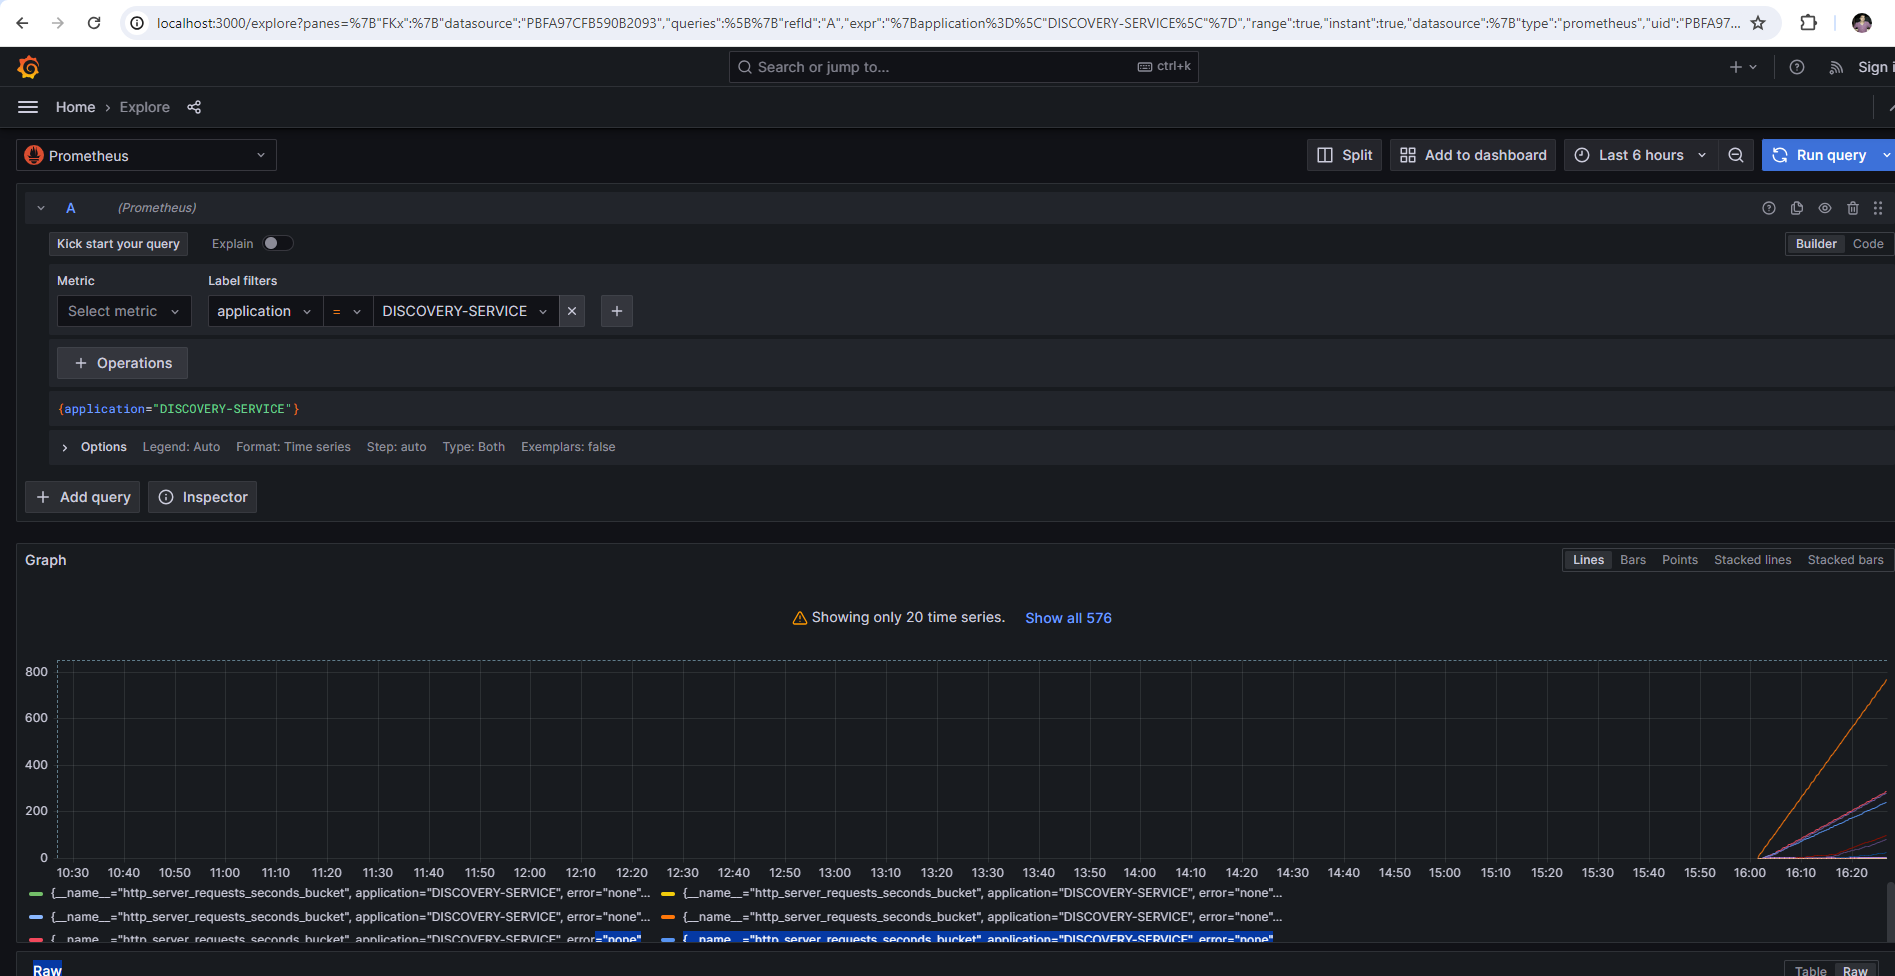 localhost:3000/explore?panes=%7B"FKx":%7B"datasource":"PBFA97CFB590B2093","queries":%5B%7B"refId":"A","expr":"%7Bapplication%3D%5C"DISCOVERY-SERVICE%5C"%7D","range":true,"instant":true,"datasource":%7B"type":"prometheus","uid":"PBFA97...
Search or jump to... ctrl+k Sign i
Home › Explore
Prometheus Split Add to dashboard Last 6 hours Run query
A (Prometheus)
Kick start your query Explain Builder Code
Metric Label filters
Select metric application = DISCOVERY-SERVICE
+ Operations
{application="DISCOVERY-SERVICE"}
Options Legend: Auto Format: Time series Step: auto Type: Both Exemplars: false
+ Add query Inspector
Graph Lines Bars Points Stacked lines Stacked bars
Showing only 20 time series. Show all 576
800
600
400
200
0
10:30 10:40 10:50 11:00 11:10 11:20 11:30 11:40 11:50 12:00 12:10 12:20 12:30 12:40 12:50 13:00 13:10 13:20 13:30 13:40 13:50 14:00 14:10 14:20 14:30 14:40 14:50 15:00 15:10 15:20 15:30 15:40 15:50 16:00 16:10 16:20
{__name__="http_server_requests_seconds_bucket", application="DISCOVERY-SERVICE", error="none"... {__name__="http_server_requests_seconds_bucket", application="DISCOVERY-SERVICE", error="none"...
{__name__="http_server_requests_seconds_bucket", application="DISCOVERY-SERVICE", error="none"... {__name__="http_server_requests_seconds_bucket", application="DISCOVERY-SERVICE", error="none"...
{__name__="http_server_requests_seconds_bucket", application="DISCOVERY-SERVICE", error="none" {__name__="http_server_requests_seconds_bucket", application="DISCOVERY-SERVICE", error="none"
Raw Table Raw